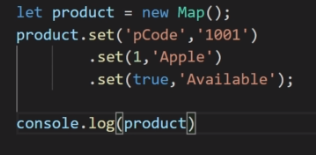 let product = new Map();
product.set('pCode','1001')
.set(1,'Apple')
.set(true,'Available');
console.log(product)